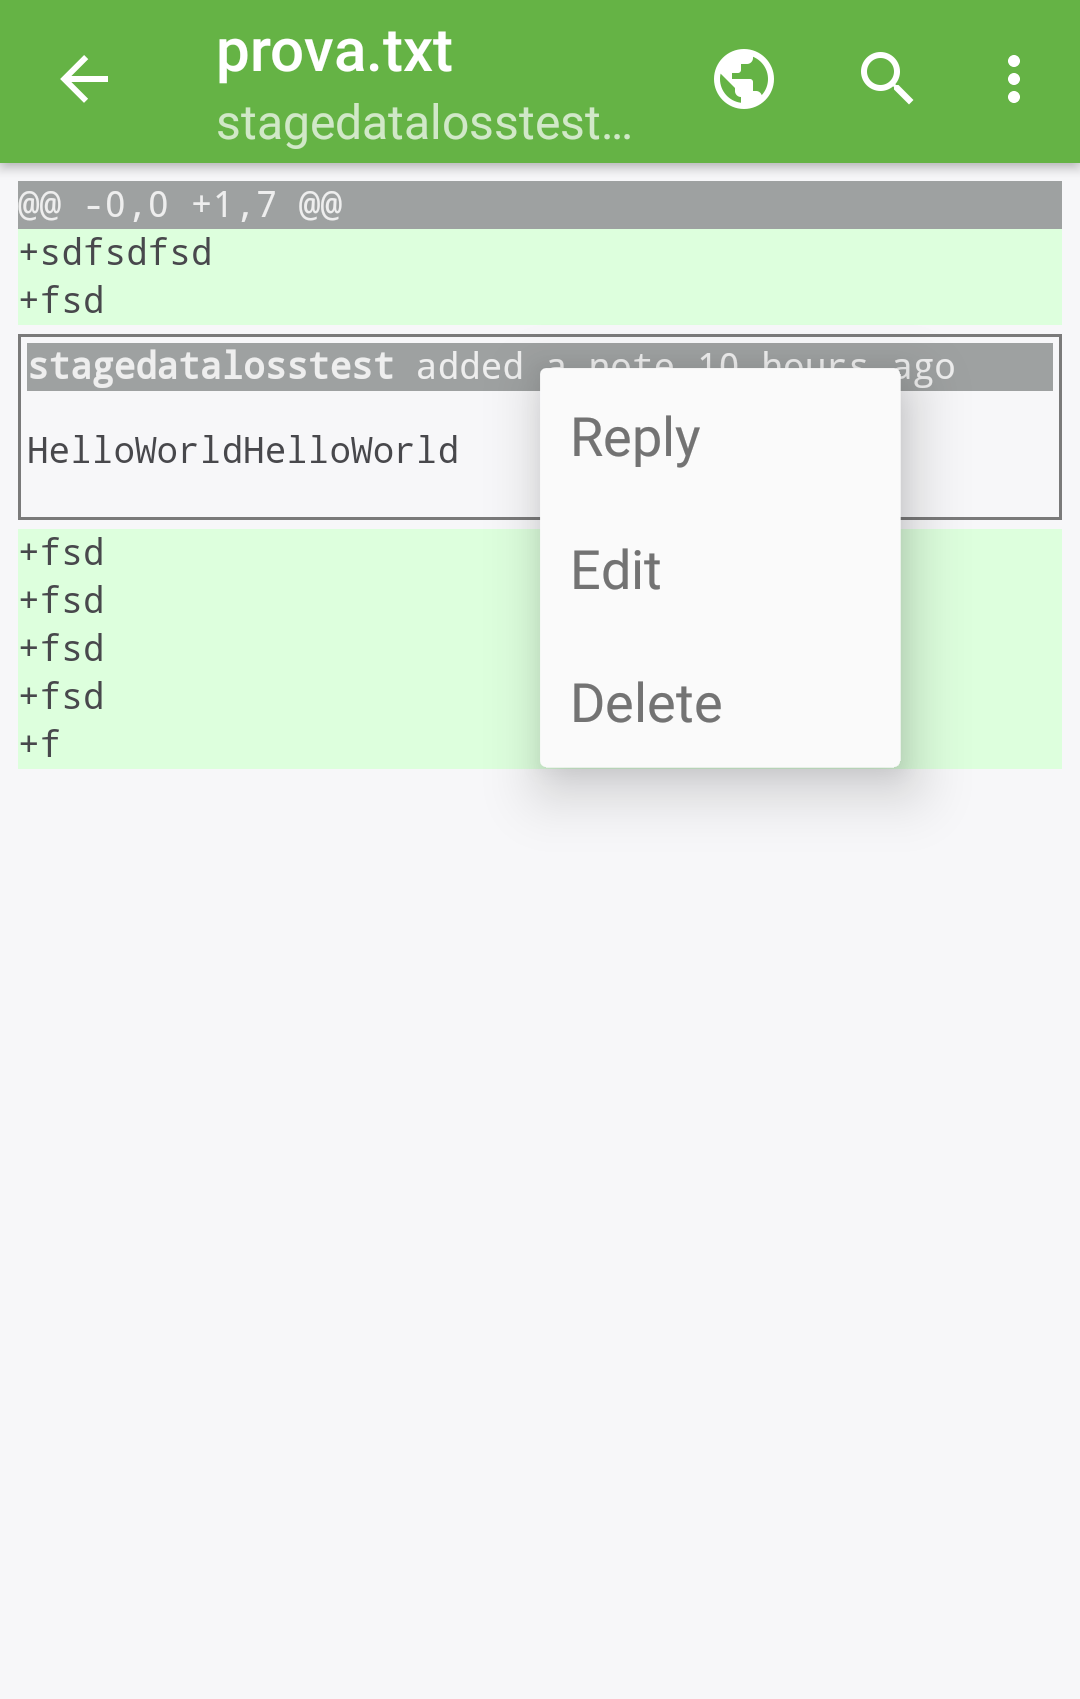 prova.txt
stagedatalosstest…
@@ -0,0 +1,7 @@
+sdfsdfsd
+fsd
stagedatalosstest added a note 10 hours ago
HelloWorldHelloWorld
Reply
Edit
Delete
+fsd
+fsd
+fsd
+fsd
+f